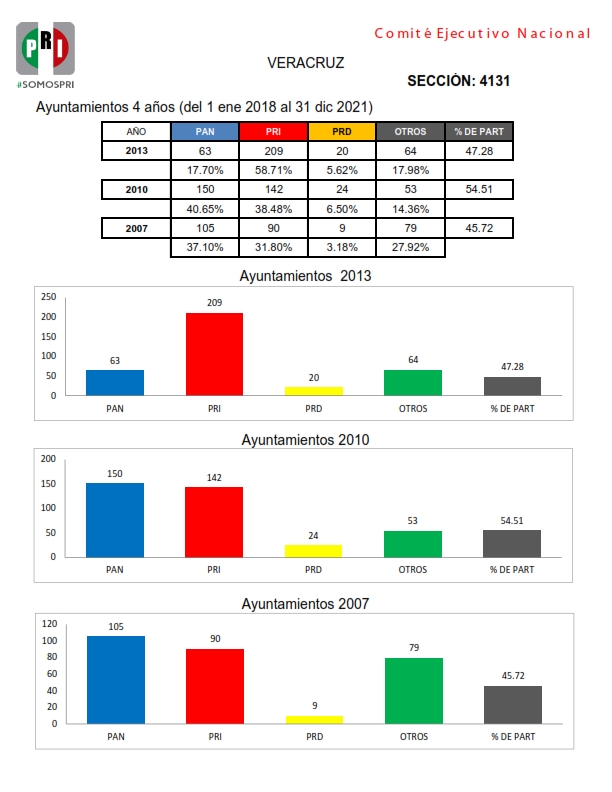 Comité Ejecutivo Nacional
PRI
#SOMOSPRI
VERACRUZ
SECCIÓN: 4131
Ayuntamientos 4 años (del 1 ene 2018 al 31 dic 2021)
AÑO PAN PRI PRD OTROS % DE PART
2013 63 209 20 64 47.28
17.70% 58.71% 5.62% 17.98%
2010 150 142 24 53 54.51
40.65% 38.48% 6.50% 14.36%
2007 105 90 9 79 45.72
37.10% 31.80% 3.18% 27.92%
Ayuntamientos 2013
250
200
150
100
50
0
63 209 20 64 47.28
PAN PRI PRD OTROS % DE PART
Ayuntamientos 2010
200
150
100
50
0
150 142 24 53 54.51
PAN PRI PRD OTROS % DE PART
Ayuntamientos 2007
120
100
80
60
40
20
0
105 90 9 79 45.72
PAN PRI PRD OTROS % DE PART